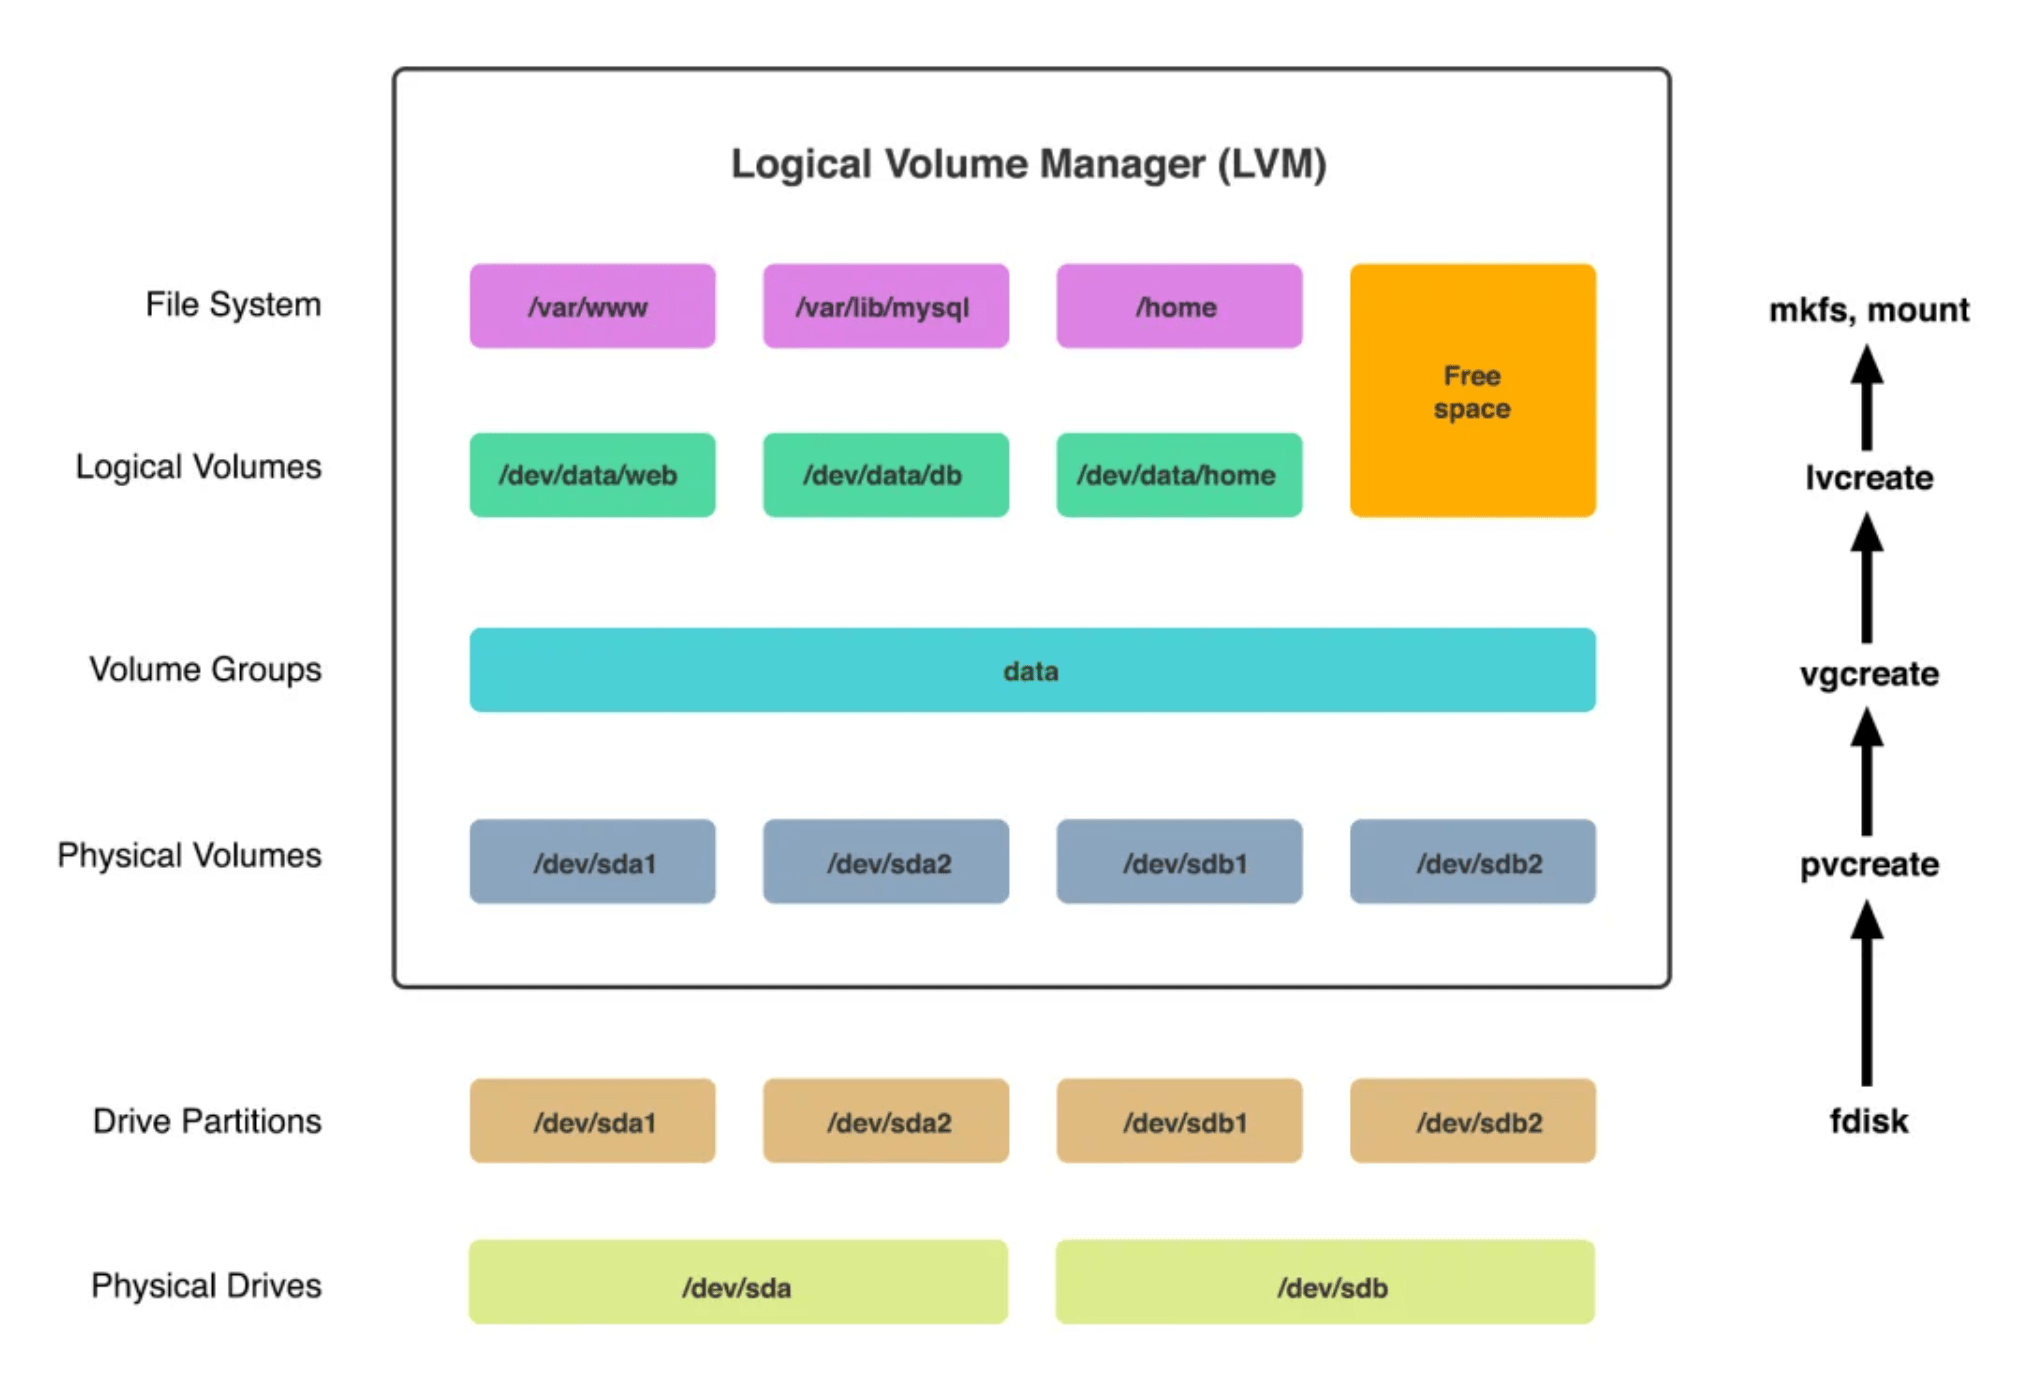 Logical Volume Manager (LVM)
File System
/var/www
/var/lib/mysql
/home
Free
space
mkfs, mount
Logical Volumes
/dev/data/web
/dev/data/db
/dev/data/home
lvcreate
Volume Groups
data
vgcreate
Physical Volumes
/dev/sda1
/dev/sda2
/dev/sdb1
/dev/sdb2
pvcreate
Drive Partitions
/dev/sda1
/dev/sda2
/dev/sdb1
/dev/sdb2
fdisk
Physical Drives
/dev/sda
/dev/sdb